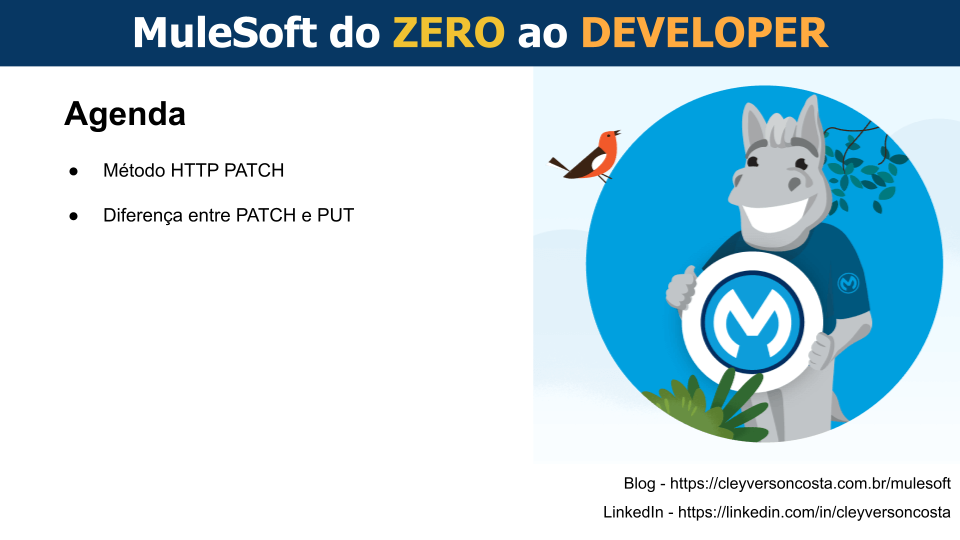 MuleSoft do ZERO ao DEVELOPER
Agenda
● Método HTTP PATCH
● Diferença entre PATCH e PUT
Blog - https://cleyversoncosta.com.br/mulesoft
LinkedIn - https://linkedin.com/in/cleyversoncosta